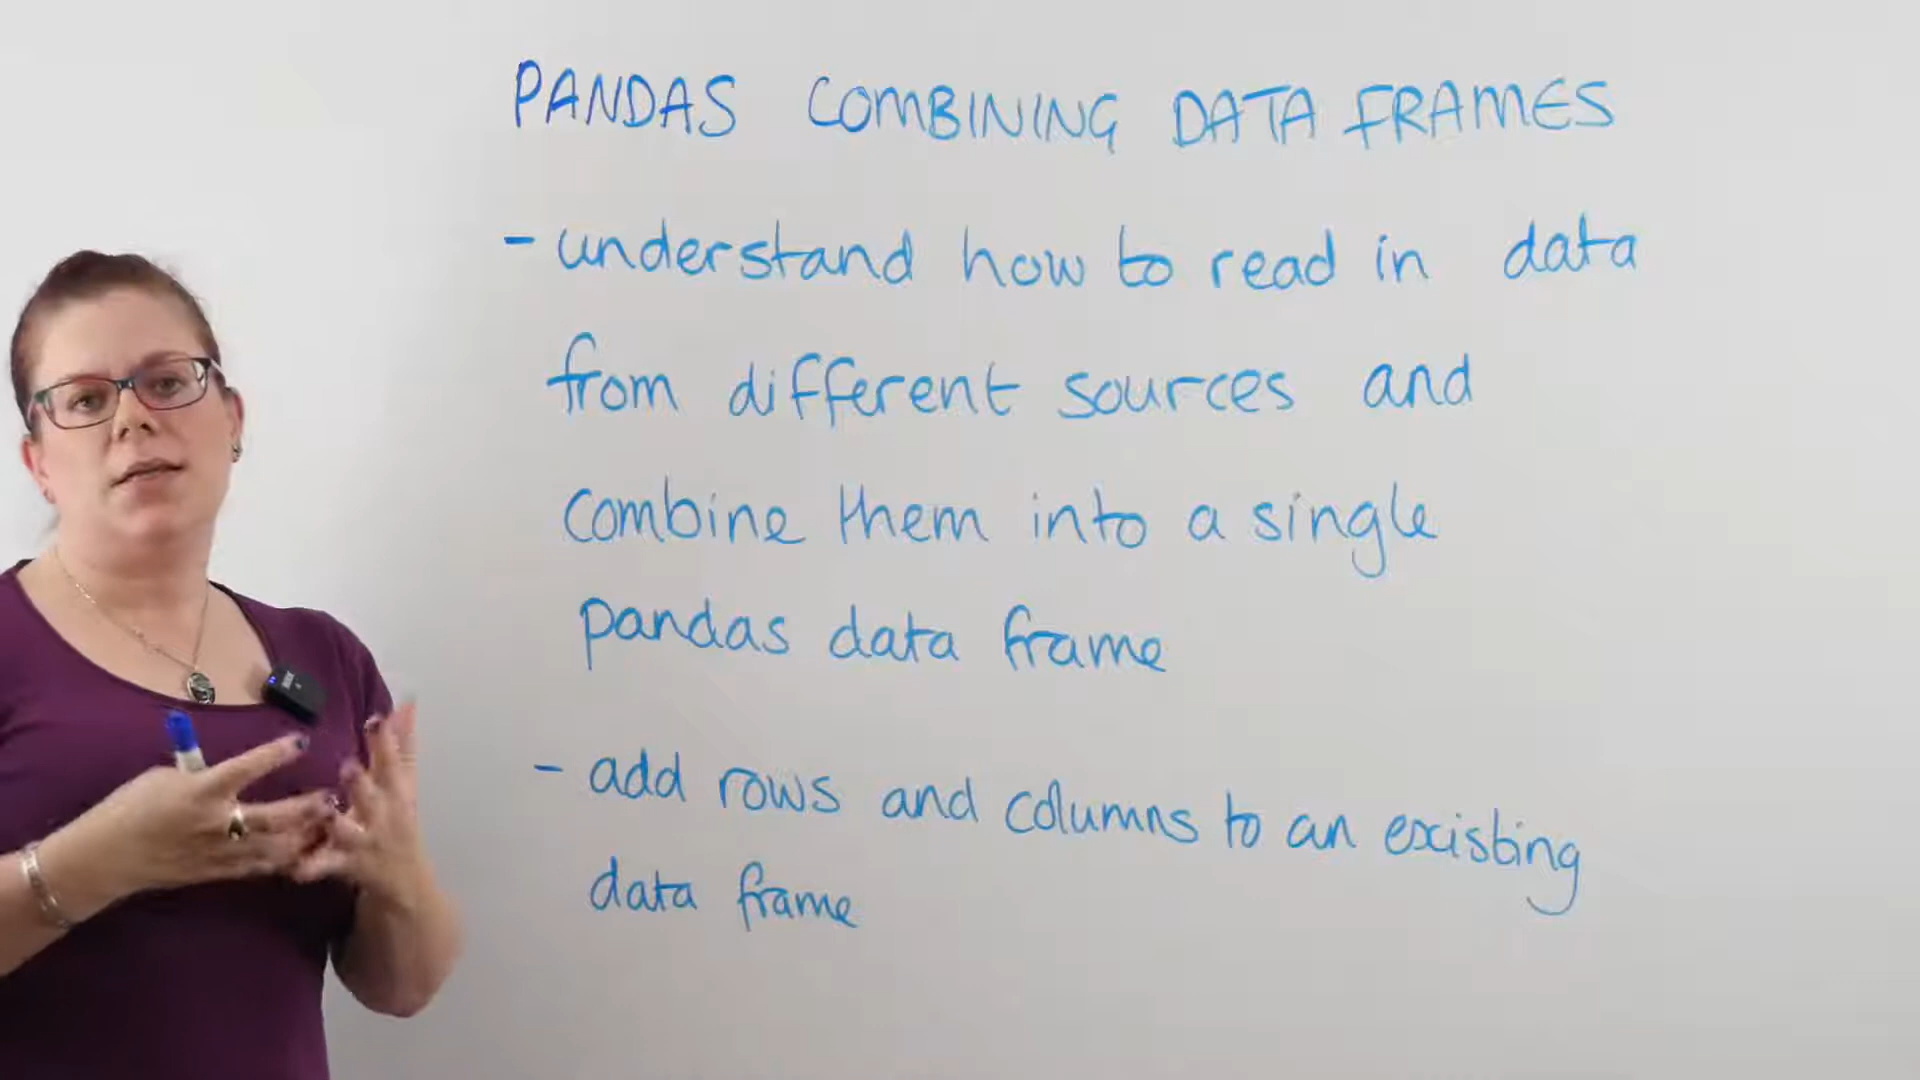 PANDAS COMBINING DATA FRAMES
- understand how to read in data
from different sources and
combine them into a single
pandas data frame
- add rows and columns to an existing
data frame